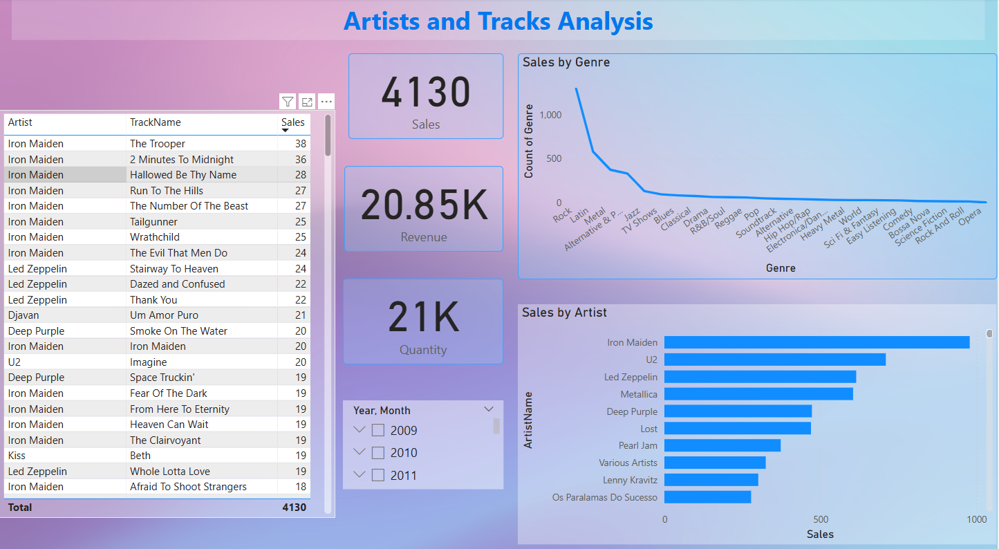 Artists and Tracks Analysis
Artist TrackName Sales
Iron Maiden The Trooper 38
Iron Maiden 2 Minutes To Midnight 36
Iron Maiden Hallowed Be Thy Name 28
Iron Maiden Run To The Hills 27
Iron Maiden The Number Of The Beast 27
Iron Maiden Tailgunner 25
Iron Maiden Wrathchild 25
Iron Maiden The Evil That Men Do 24
Led Zeppelin Stairway To Heaven 24
Led Zeppelin Dazed and Confused 22
Led Zeppelin Thank You 22
Djavan Um Amor Puro 21
Deep Purple Smoke On The Water 20
Iron Maiden Iron Maiden 20
U2 Imagine 20
Deep Purple Space Truckin' 19
Iron Maiden Fear Of The Dark 19
Iron Maiden From Here To Eternity 19
Iron Maiden Heaven Can Wait 19
Iron Maiden The Clairvoyant 19
Kiss Beth 19
Led Zeppelin Whole Lotta Love 19
Iron Maiden Afraid To Shoot Strangers 18
Total 4130
4130
Sales
20.85K
Revenue
21K
Quantity
Year, Month
2009
2010
2011
Sales by Genre
Count of Genre
1,000
500
0
Rock
Latin
Metal
Alternative & P...
Jazz
TV Shows
Blues
Classical
Drama
R&B/Soul
Reggae
Pop
Soundtrack
Alternative
Hip Hop/Rap
Electronica/Dan...
Heavy Metal
World
Sci Fi & Fantasy
Easy Listening
Comedy
Bossa Nova
Science Fiction
Rock And Roll
Opera
Genre
Sales by Artist
ArtistName
Iron Maiden
U2
Led Zeppelin
Metallica
Deep Purple
Lost
Pearl Jam
Various Artists
Lenny Kravitz
Os Paralamas Do Sucesso
0 500 1000
Sales